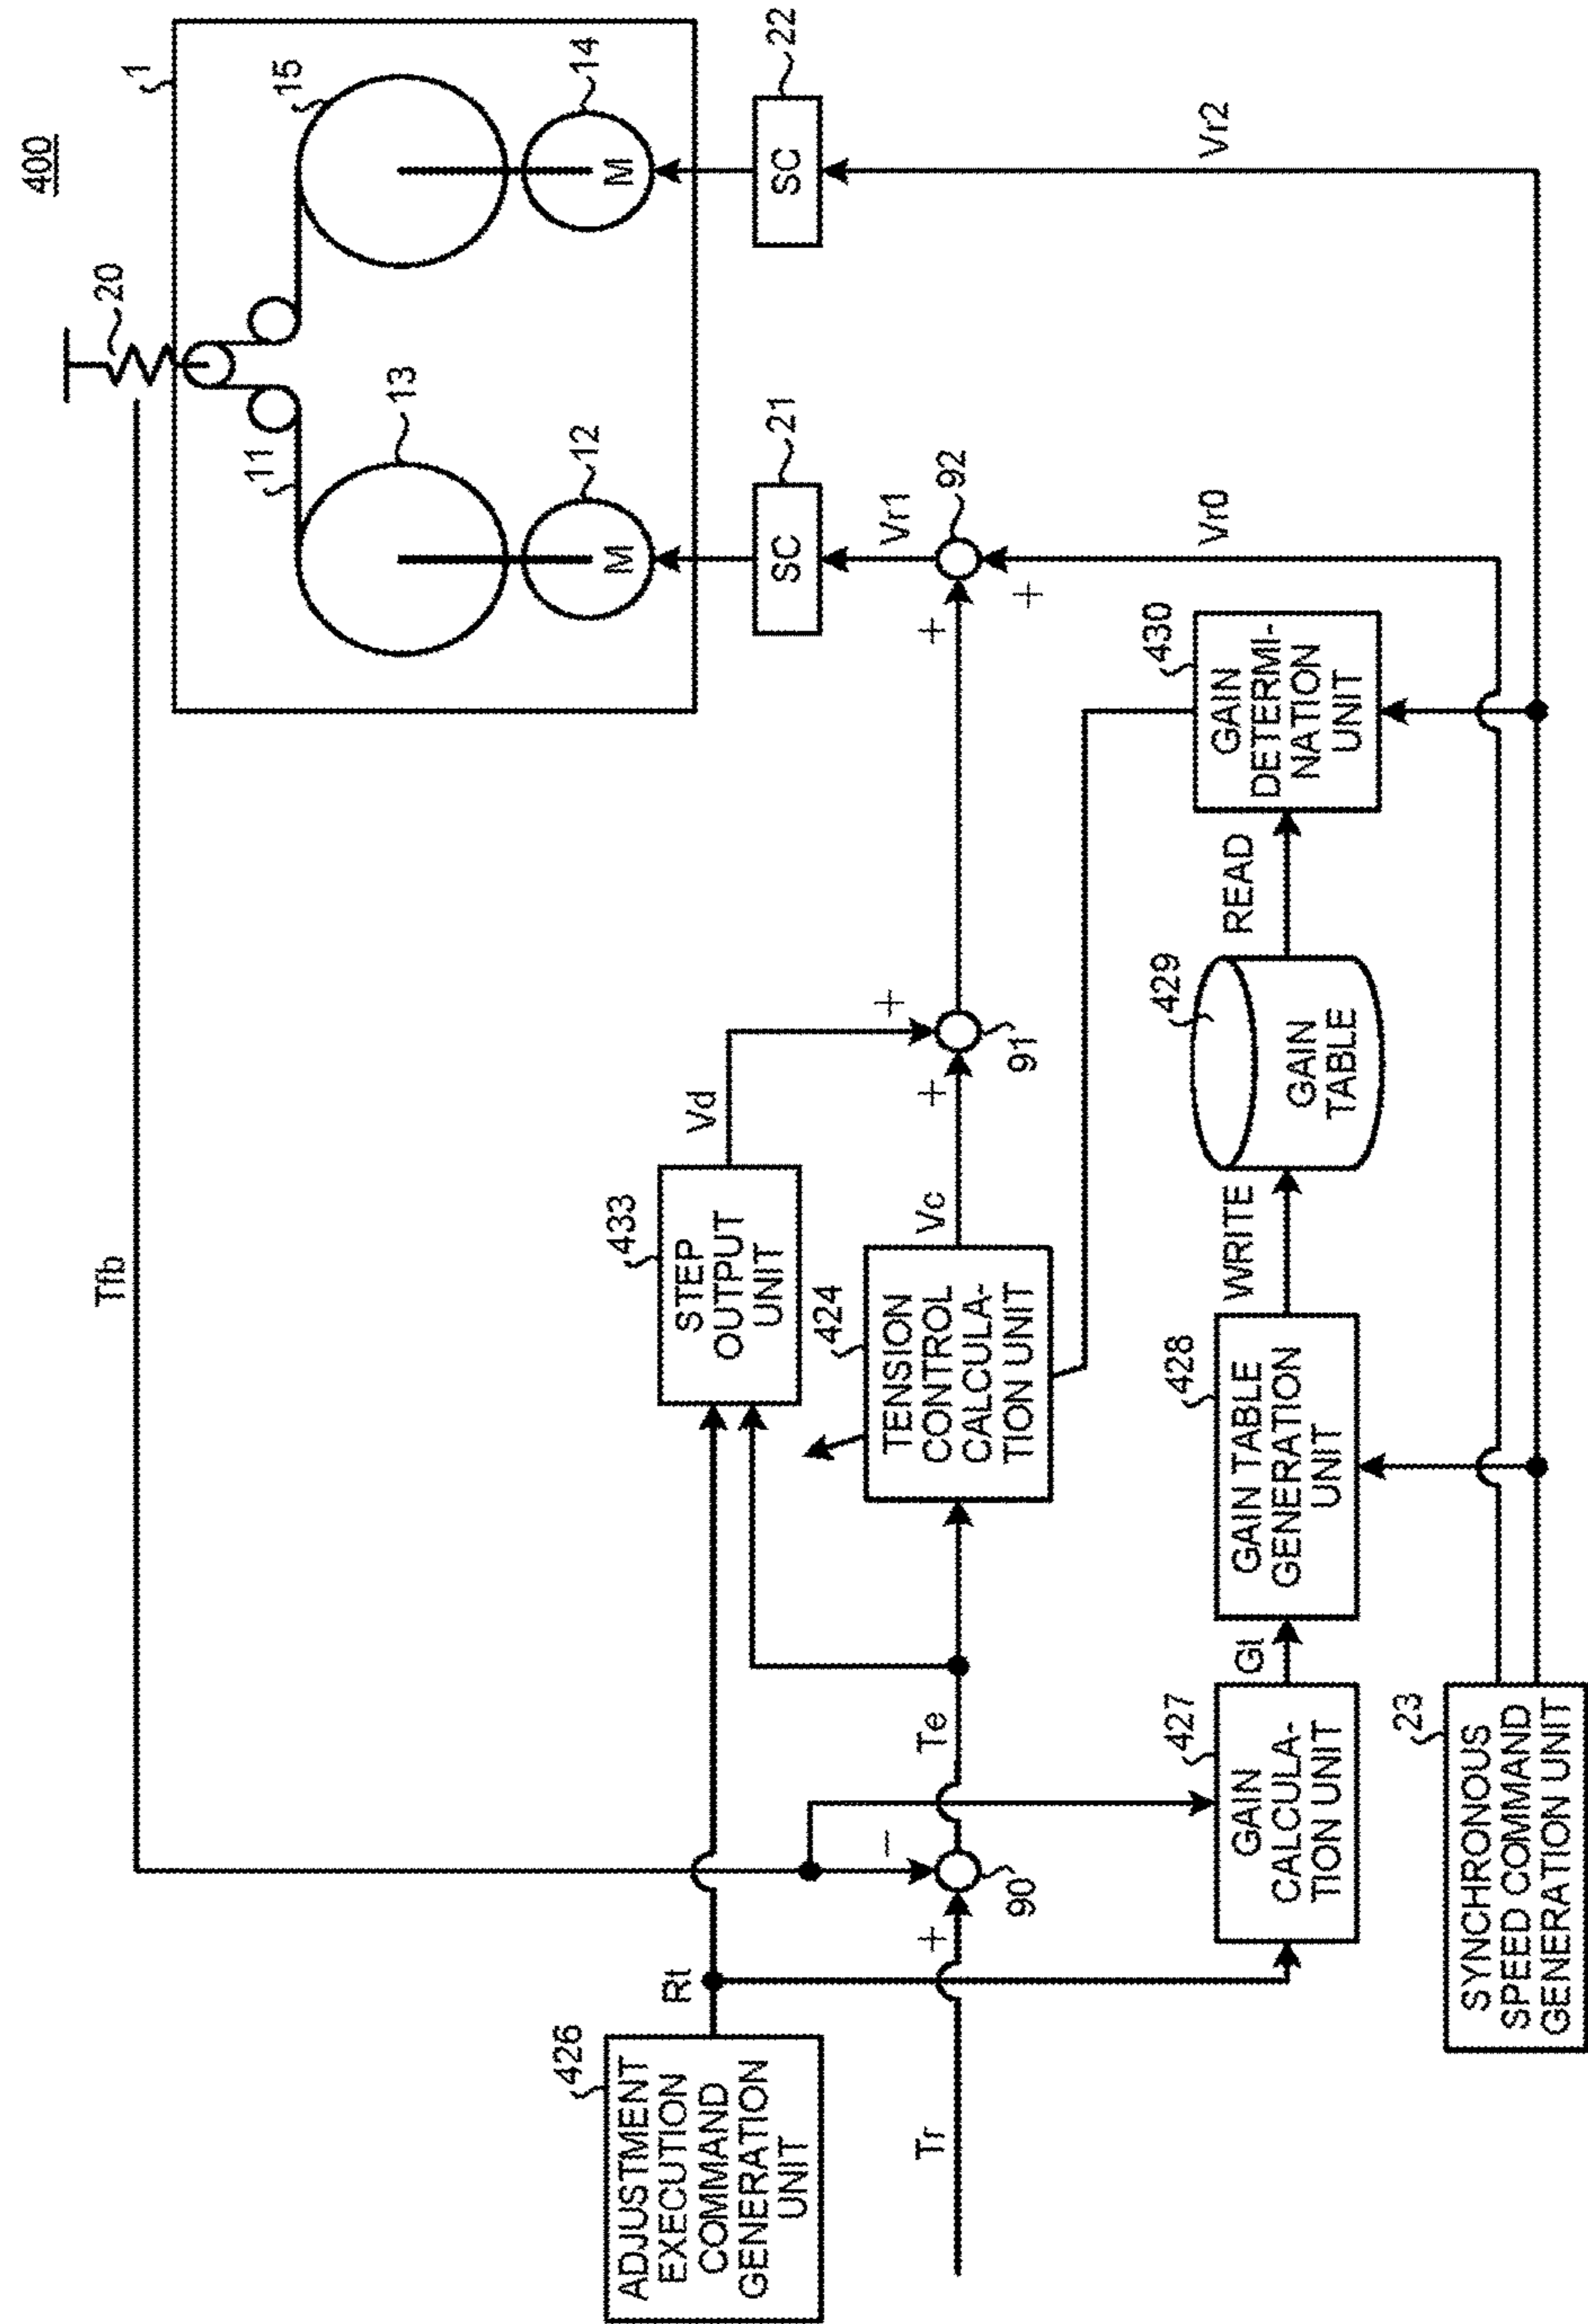 400
1
20
15
22
14
13
11
12
21
M
M
SC
SC
Tfb
Vr1
92
Vr2
Vr0
+
+
433
STEP
OUTPUT
UNIT
Vd
+
91
+
424
TENSION
CONTROL
CALCULA-
TION UNIT
Vc
430
GAIN
DETERMI-
NATION
UNIT
READ
429
GAIN
TABLE
WRITE
428
GAIN TABLE
GENERATION
UNIT
Gt
427
GAIN
CALCULA-
TION UNIT
23
SYNCHRONOUS
SPEED COMMAND
GENERATION UNIT
Te
−
90
+
Rt
Tr
426
ADJUSTMENT
EXECUTION
COMMAND
GENERATION
UNIT